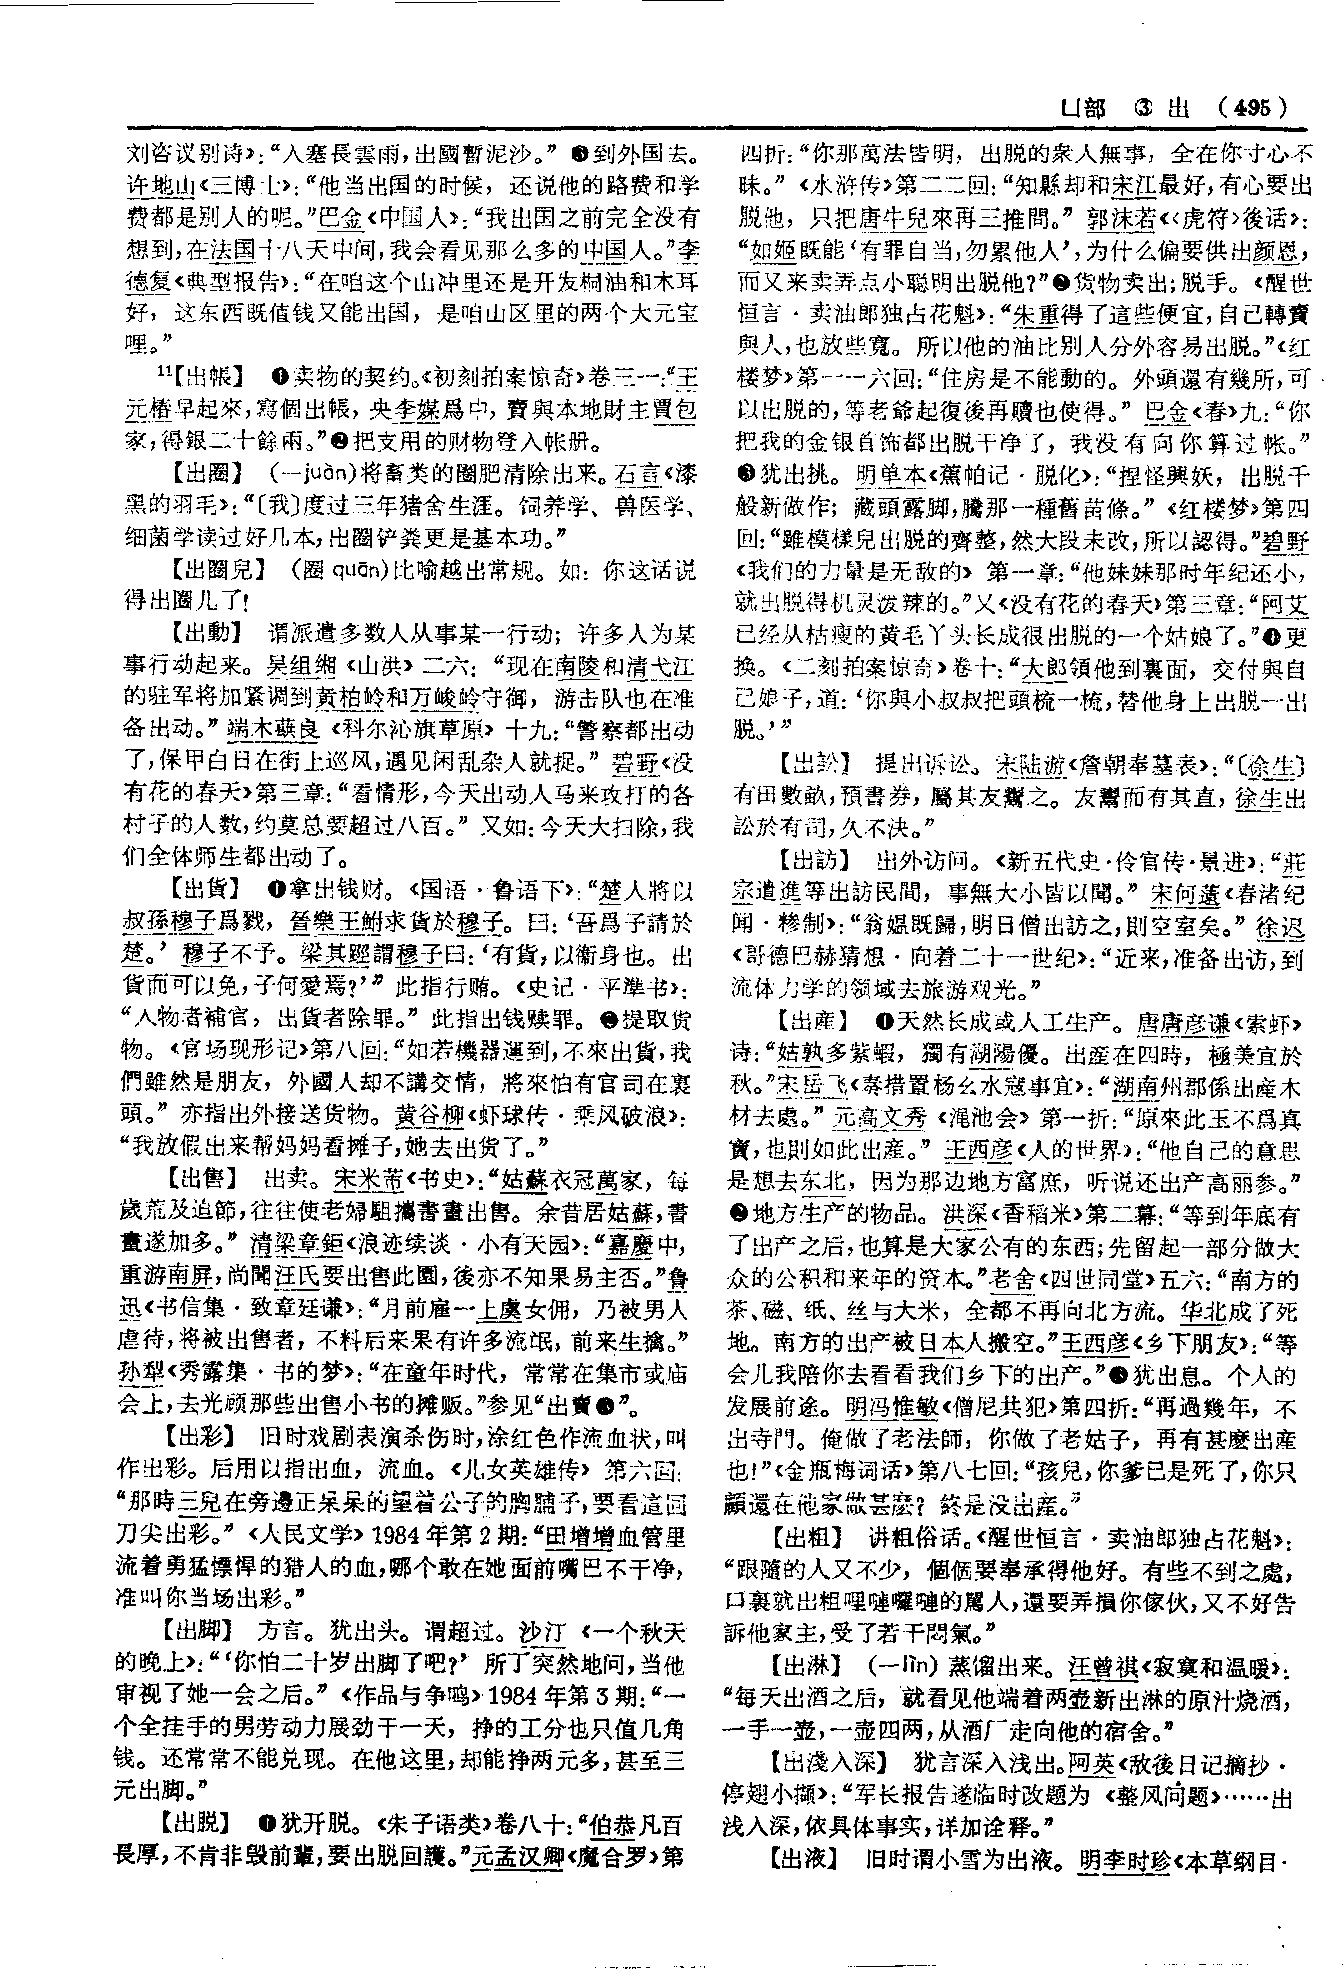 凵部 ③ 出 （495）
刘咨议别诗》：“入塞長雲雨，出國暫泥沙。” ❸到外国去。
许地山《三博士》：“他当出国的时候，还说他的路费和学
费都是别人的呢。”巴金《中国人》：“我出国之前完全没有
想到，在法国十八天中间，我会看见那么多的中国人。”李
德复《典型报告》：“在咱这个山冲里还是开发桐油和木耳
好，这东西既值钱又能出国，是咱山区里的两个大元宝
哩。”
¹¹【出帳】 ❶卖物的契约。《初刻拍案惊奇》卷三一：“王
元椿早起來，寫個出帳，央李媒爲中，賣與本地財主賈包
家，得銀二十餘兩。”❷把支用的财物登入帐册。
【出圈】 （一juàn）将畜类的圈肥清除出来。石言《漆
黑的羽毛》：“〔我〕度过三年猪舍生涯。饲养学、兽医学、
细菌学读过好几本，出圈铲粪更是基本功。”
【出圈兒】 （圈 quān）比喻越出常规。如：你这话说
得出圈儿了！
【出動】 谓派遣多数人从事某一行动；许多人为某
事行动起来。吴组缃《山洪》二六：“现在南陵和清弋江
的驻军将加紧调到黄柏岭和万峻岭守御，游击队也在准
备出动。”端木蕻良《科尔沁旗草原》十九：“警察都出动
了，保甲白日在街上巡风，遇见闲乱杂人就捉。” 碧野《没
有花的春天》第三章：“看情形，今天出动人马来攻打的各
村子的人数，约莫总要超过八百。” 又如：今天大扫除，我
们全体师生都出动了。
【出貨】 ❶拿出钱财。《国语·鲁语下》：“楚人將以
叔孫穆子爲戮，晉樂王鮒求貨於穆子。曰：‘吾爲子請於
楚。’ 穆子不予。梁其踁謂穆子曰：‘有貨，以衞身也。出
貨而可以免，子何愛焉？’” 此指行贿。《史记·平準书》：
“入物者補官，出貨者除罪。” 此指出钱赎罪。❷提取货
物。《官场现形记》第八回：“如若機器運到，不來出貨，我
們雖然是朋友，外國人却不講交情，將來怕有官司在裏
頭。” 亦指出外接送货物。黄谷柳《虾球传·乘风破浪》：
“我放假出来帮妈妈看摊子，她去出货了。”
【出售】 出卖。宋米芾《书史》：“姑蘇衣冠萬家，每
歲荒及迫節，往往使老婦駔攜書畫出售。余昔居姑蘇，書
畫遂加多。” 清梁章鉅《浪迹续谈·小有天园》：“嘉慶中，
重游南屏，尚聞汪氏要出售此園，後亦不知果易主否。”鲁
迅《书信集·致章廷谦》：“月前雇一上虞女佣，乃被男人
虐待，将被出售者，不料后来果有许多流氓，前来生擒。”
孙犁《秀露集·书的梦》：“在童年时代，常常在集市或庙
会上，去光顾那些出售小书的摊贩。”参见“出賣❶”。
【出彩】 旧时戏剧表演杀伤时，涂红色作流血状，叫
作出彩。后用以指出血，流血。《儿女英雄传》第六回：
“那時三兒在旁邊正呆呆的望着公子的胸脯子，要看這回
刀尖出彩。”《人民文学》1984年第2期：“田增增血管里
流着勇猛慓悍的猎人的血，哪个敢在她面前嘴巴不干净，
准叫你当场出彩。”
【出脚】 方言。犹出头。谓超过。沙汀《一个秋天
的晚上》：“‘你怕二十岁出脚了吧？’ 所丁突然地问，当他
审视了她一会之后。”《作品与争鸣》1984年第3期：“一
个全挂手的男劳动力展劲干一天，挣的工分也只值几角
钱。还常常不能兑现。在他这里，却能挣两元多，甚至三
元出脚。”
【出脱】 ❶犹开脱。《朱子语类》卷八十：“伯恭凡百
長厚，不肯非毁前輩，要出脱回護。”元孟汉卿《魔合罗》第
四折：“你那萬法皆明，出脱的衆人無事，全在你寸心不
昧。”《水浒传》第二二回：“知縣却和宋江最好，有心要出
脱他，只把唐牛兒來再三推問。” 郭沫若《〈虎符〉後话》：
“如姬既能‘有罪自当，勿累他人’，为什么偏要供出颜恩，
而又来卖弄点小聪明出脱他？”❷货物卖出；脱手。《醒世
恒言·卖油郎独占花魁》：“朱重得了這些便宜，自己轉賣
與人，也放些寬。所以他的油比别人分外容易出脱。”《红
楼梦》第一一六回：“住房是不能動的。外頭還有幾所，可
以出脱的，等老爺起復後再贖也使得。” 巴金《春》九：“你
把我的金银首饰都出脱干净了，我没有向你算过帐。”
❸犹出挑。明单本《蕉帕记·脱化》：“捏怪興妖，出脱千
般新做作；藏頭露脚，騰那一種舊苗條。”《红楼梦》第四
回：“雖模樣兒出脱的齊整，然大段未改，所以認得。”碧野
《我们的力量是无敌的》第一章：“他妹妹那时年纪还小，
就出脱得机灵泼辣的。”又《没有花的春天》第三章：“阿艾
已经从枯瘦的黄毛丫头长成很出脱的一个姑娘了。”❹更
换。《二刻拍案惊奇》卷十：“大郎領他到裏面，交付與自
己娘子，道：‘你與小叔叔把頭梳一梳，替他身上出脱一出
脱。’”
【出訟】 提出诉讼。宋陆游《詹朝奉墓表》：“〔徐生〕
有田數畝，預書券，屬其友鬻之。友鬻而有其直，徐生出
訟於有司，久不決。”
【出訪】 出外访问。《新五代史·伶官传·景进》：“莊
宗遣進等出訪民間，事無大小皆以聞。” 宋何薳《春渚纪
闻·糁制》：“翁媪既歸，明日僧出訪之，則空室矣。” 徐迟
《哥德巴赫猜想·向着二十一世纪》：“近来，准备出访，到
流体力学的领域去旅游观光。”
【出産】 ❶天然长成或人工生产。唐唐彦谦《索虾》
诗：“姑孰多紫蝦，獨有湖陽優。出産在四時，極美宜於
秋。”宋岳飞《奏措置杨幺水寇事宜》：“湖南州郡係出產木
材去處。” 元高文秀《渑池会》第一折：“原來此玉不爲真
寳，也則如此出産。” 王西彦《人的世界》：“他自己的意思
是想去东北，因为那边地方富庶，听说还出产高丽参。”
❷地方生产的物品。洪深《香稻米》第二幕：“等到年底有
了出产之后，也算是大家公有的东西；先留起一部分做大
众的公积和来年的资本。”老舍《四世同堂》五六：“南方的
茶、磁、纸、丝与大米，全都不再向北方流。华北成了死
地。南方的出产被日本人搬空。”王西彦《乡下朋友》：“等
会儿我陪你去看看我们乡下的出产。”❸犹出息。个人的
发展前途。明冯惟敏《僧尼共犯》第四折：“再過幾年，不
出寺門。俺做了老法師，你做了老姑子，再有甚麽出産
也！”《金瓶梅词话》第八七回：“孩兒，你爹已是死了，你只
顧還在他家做甚麽？終是没出産。”
【出粗】 讲粗俗话。《醒世恒言·卖油郎独占花魁》：
“跟隨的人又不少，個個要奉承得他好。有些不到之處，
口裏就出粗哩嗹囉嗹的罵人，還要弄損你傢伙，又不好告
訴他家主，受了若干悶氣。”
【出淋】 （一lìn）蒸馏出来。汪曾祺《寂寞和温暖》：
“每天出酒之后，就看见他端着两壶新出淋的原汁烧酒，
一手一壶，一壶四两，从酒厂走向他的宿舍。”
【出淺入深】 犹言深入浅出。阿英《敌後日记摘抄·
停翅小撷》：“军长报告遂临时改题为《整风问题》……出
浅入深，依具体事实，详加诠释。”
【出液】 旧时谓小雪为出液。明李时珍《本草纲目·